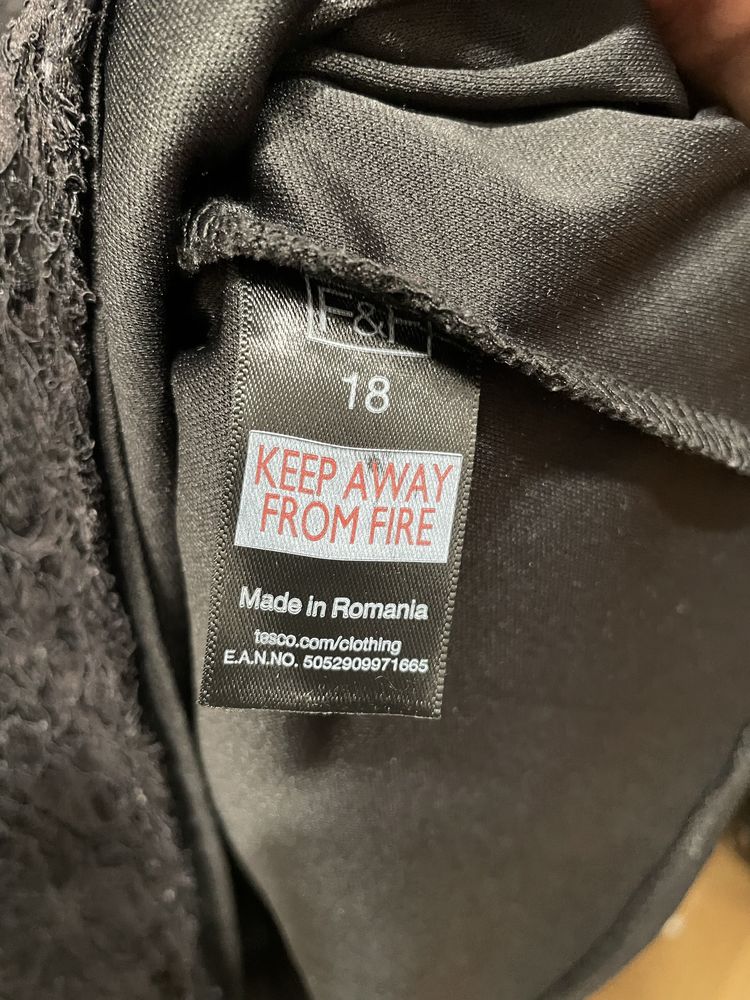 F&F
18
KEEP AWAY
FROM FIRE
Made in Romania
tesco.com/clothing
E.A.N.NO. 5052909971665